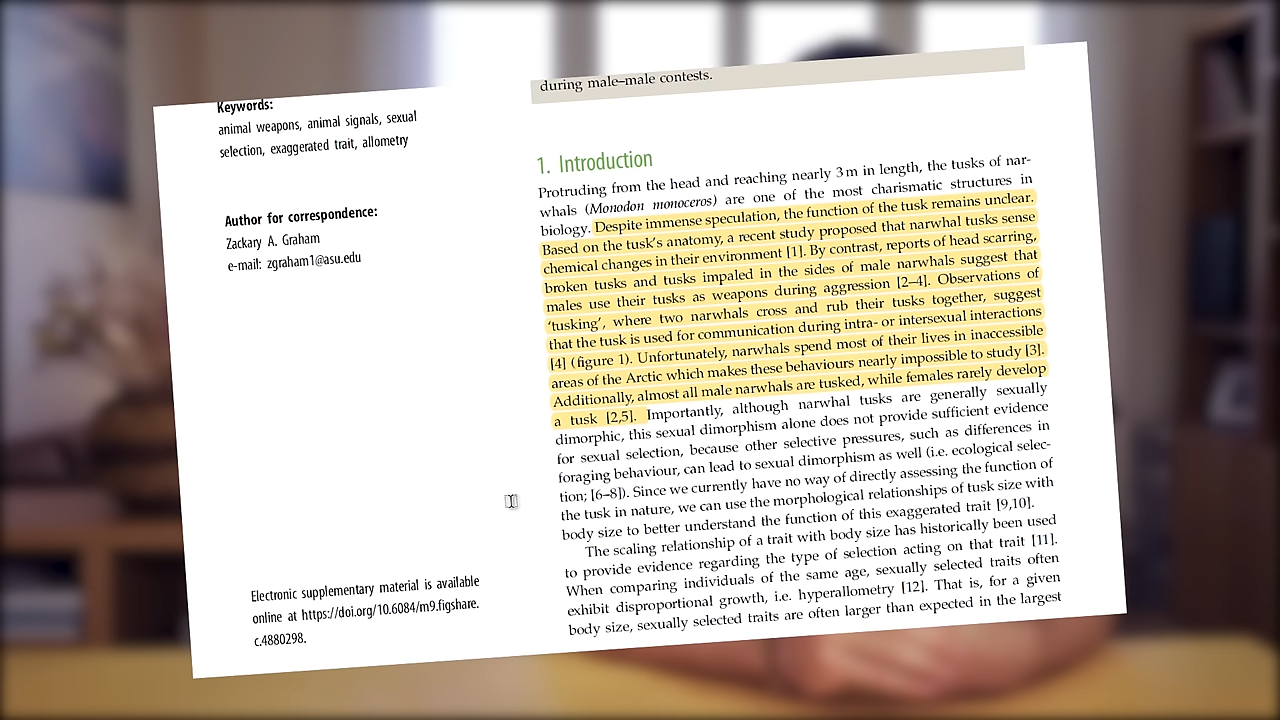 Keywords:
animal weapons, animal signals, sexual
selection, exaggerated trait, allometry
Author for correspondence:
Zackary A. Graham
e-mail: zgraham1@asu.edu
Electronic supplementary material is available
online at https://doi.org/10.6084/m9.figshare.
c.4880298.
during male–male contests.
1. Introduction
Protruding from the head and reaching nearly 3 m in length, the tusks of nar-
whals (Monodon monoceros) are one of the most charismatic structures in
biology. Despite immense speculation, the function of the tusk remains unclear.
Based on the tusk's anatomy, a recent study proposed that narwhal tusks sense
chemical changes in their environment [1]. By contrast, reports of head scarring,
broken tusks and tusks impaled in the sides of male narwhals suggest that
males use their tusks as weapons during aggression [2–4]. Observations of
'tusking', where two narwhals cross and rub their tusks together, suggest
that the tusk is used for communication during intra- or intersexual interactions
[4] (figure 1). Unfortunately, narwhals spend most of their lives in inaccessible
areas of the Arctic which makes these behaviours nearly impossible to study [3].
Additionally, almost all male narwhals are tusked, while females rarely develop
a tusk [2,5]. Importantly, although narwhal tusks are generally sexually
dimorphic, this sexual dimorphism alone does not provide sufficient evidence
for sexual selection, because other selective pressures, such as differences in
foraging behaviour, can lead to sexual dimorphism as well (i.e. ecological selec-
tion; [6–8]). Since we currently have no way of directly assessing the function of
the tusk in nature, we can use the morphological relationships of tusk size with
body size to better understand the function of this exaggerated trait [9,10].
The scaling relationship of a trait with body size has historically been used
to provide evidence regarding the type of selection acting on that trait [11].
When comparing individuals of the same age, sexually selected traits often
exhibit disproportional growth, i.e. hyperallometry [12]. That is, for a given
body size, sexually selected traits are often larger than expected in the largest